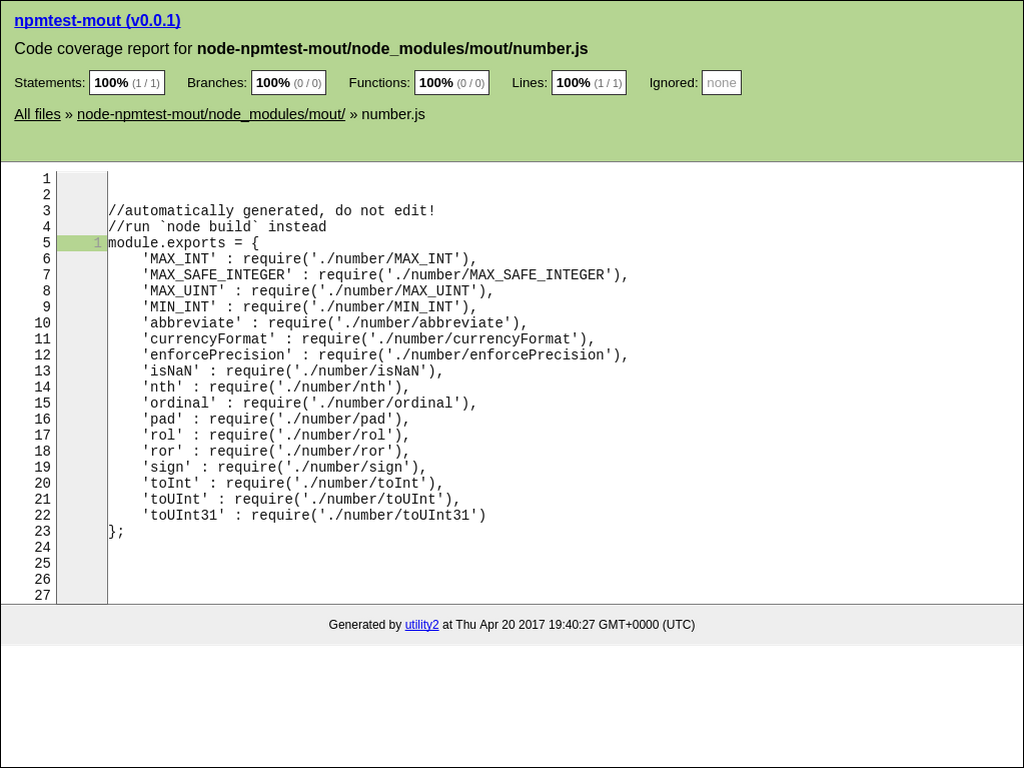 npmtest-mout (v0.0.1)
Code coverage report for node-npmtest-mout/node_modules/mout/number.js
Statements: 100% (1 / 1) Branches: 100% (0 / 0) Functions: 100% (0 / 0) Lines: 100% (1 / 1) Ignored: none
All files » node-npmtest-mout/node_modules/mout/ » number.js
1
2
3 //automatically generated, do not edit!
4 //run `node build` instead
5 1 module.exports = {
6     'MAX_INT' : require('./number/MAX_INT'),
7     'MAX_SAFE_INTEGER' : require('./number/MAX_SAFE_INTEGER'),
8     'MAX_UINT' : require('./number/MAX_UINT'),
9     'MIN_INT' : require('./number/MIN_INT'),
10     'abbreviate' : require('./number/abbreviate'),
11     'currencyFormat' : require('./number/currencyFormat'),
12     'enforcePrecision' : require('./number/enforcePrecision'),
13     'isNaN' : require('./number/isNaN'),
14     'nth' : require('./number/nth'),
15     'ordinal' : require('./number/ordinal'),
16     'pad' : require('./number/pad'),
17     'rol' : require('./number/rol'),
18     'ror' : require('./number/ror'),
19     'sign' : require('./number/sign'),
20     'toInt' : require('./number/toInt'),
21     'toUInt' : require('./number/toUInt'),
22     'toUInt31' : require('./number/toUInt31')
23 };
24
25
26
27
Generated by utility2 at Thu Apr 20 2017 19:40:27 GMT+0000 (UTC)